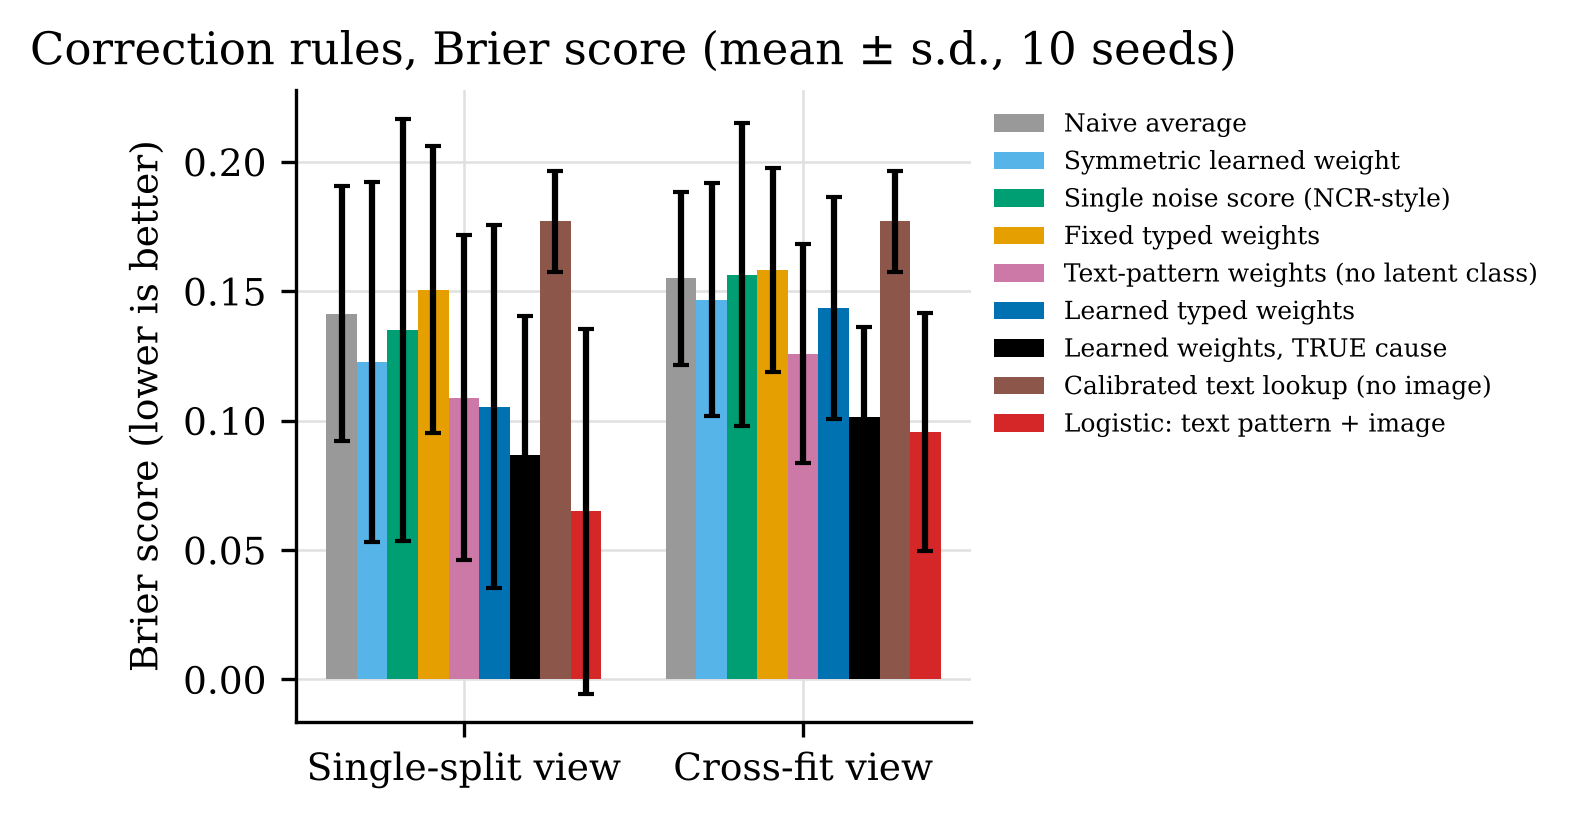 Correction rules, Brier score (mean ± s.d., 10 seeds)
Brier score (lower is better)
0.20
0.15
0.10
0.05
0.00
Single-split view
Cross-fit view
Naive average
Symmetric learned weight
Single noise score (NCR-style)
Fixed typed weights
Text-pattern weights (no latent class)
Learned typed weights
Learned weights, TRUE cause
Calibrated text lookup (no image)
Logistic: text pattern + image